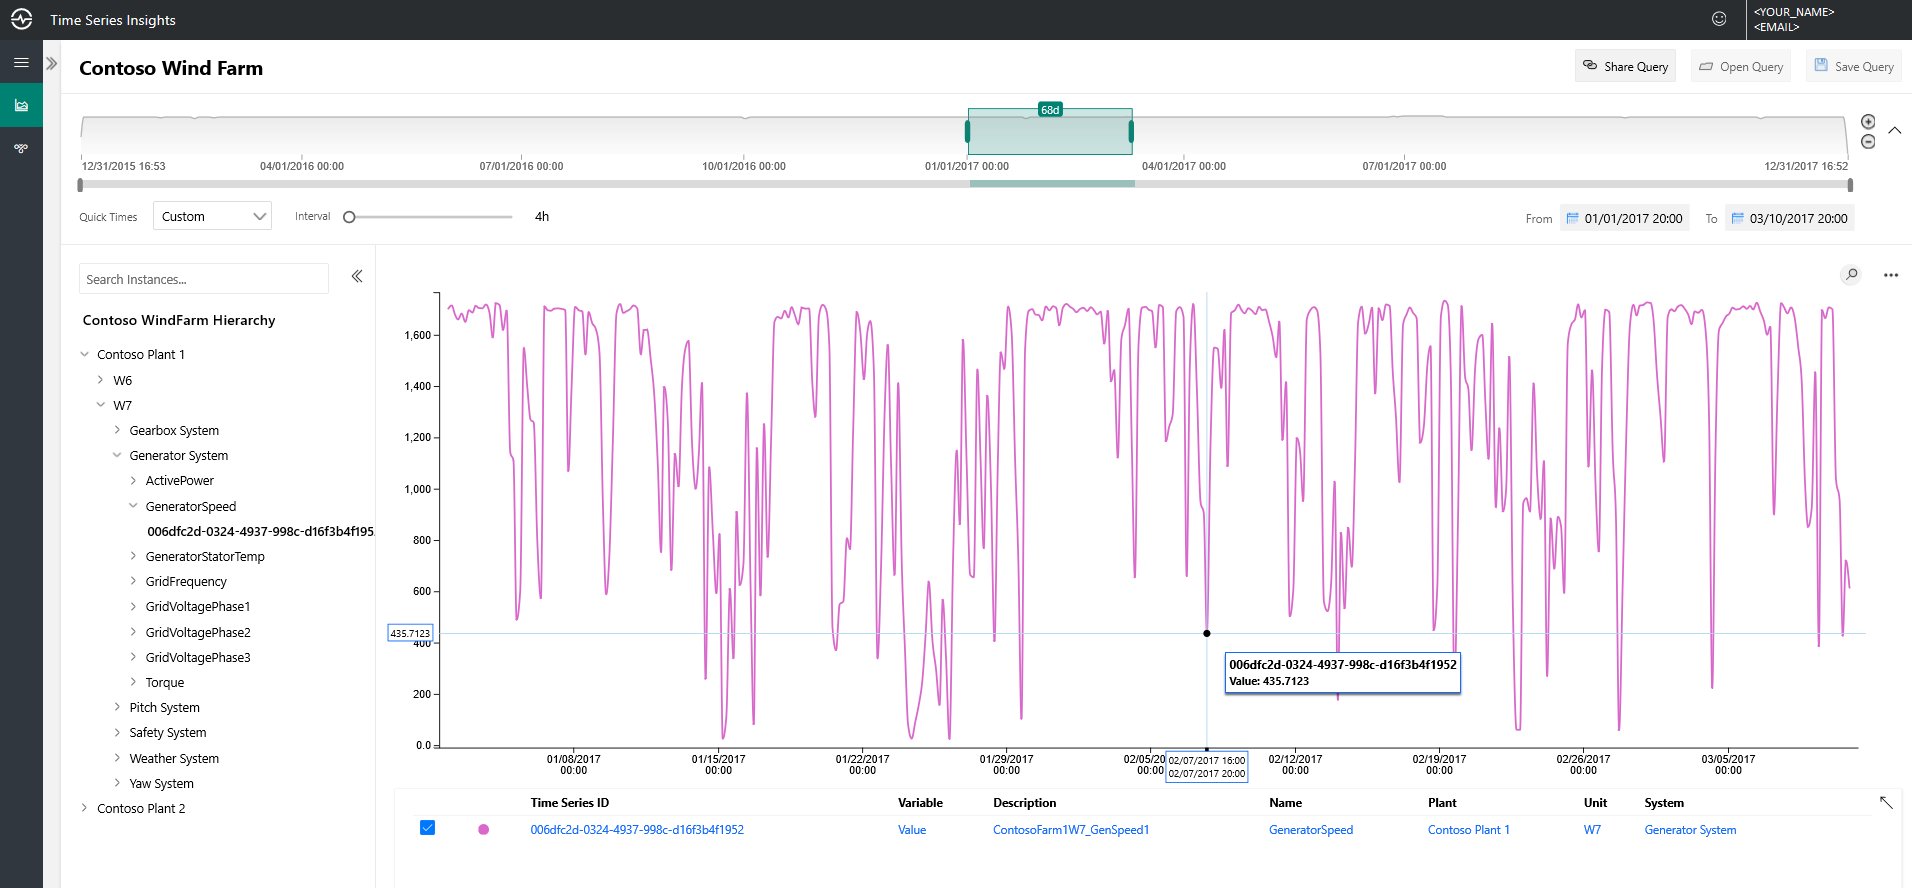 Time Series Insights
<YOUR_NAME>
<EMAIL>
Contoso Wind Farm
Share Query
Open Query
Save Query
68d
12/31/2015 16:53
04/01/2016 00:00
07/01/2016 00:00
10/01/2016 00:00
01/01/2017 00:00
04/01/2017 00:00
07/01/2017 00:00
12/31/2017 16:52
Quick Times
Custom
Interval
4h
From
01/01/2017 20:00
To
03/10/2017 20:00
Search Instances...
Contoso WindFarm Hierarchy
Contoso Plant 1
W6
W7
Gearbox System
Generator System
ActivePower
GeneratorSpeed
006dfc2d-0324-4937-998c-d16f3b4f195
GeneratorStatorTemp
GridFrequency
GridVoltagePhase1
GridVoltagePhase2
GridVoltagePhase3
Torque
Pitch System
Safety System
Weather System
Yaw System
Contoso Plant 2
1,600
1,400
1,200
1,000
800
600
435.7123
400
200
0.0
006dfc2d-0324-4937-998c-d16f3b4f1952
Value: 435.7123
01/08/2017
00:00
01/15/2017
00:00
01/22/2017
00:00
01/29/2017
00:00
02/05/20
00:00
02/07/2017 16:00
02/07/2017 20:00
02/12/2017
00:00
02/19/2017
00:00
02/26/2017
00:00
03/05/2017
00:00
Time Series ID Variable Description Name Plant Unit System
006dfc2d-0324-4937-998c-d16f3b4f1952 Value ContosoFarm1W7_GenSpeed1 GeneratorSpeed Contoso Plant 1 W7 Generator System